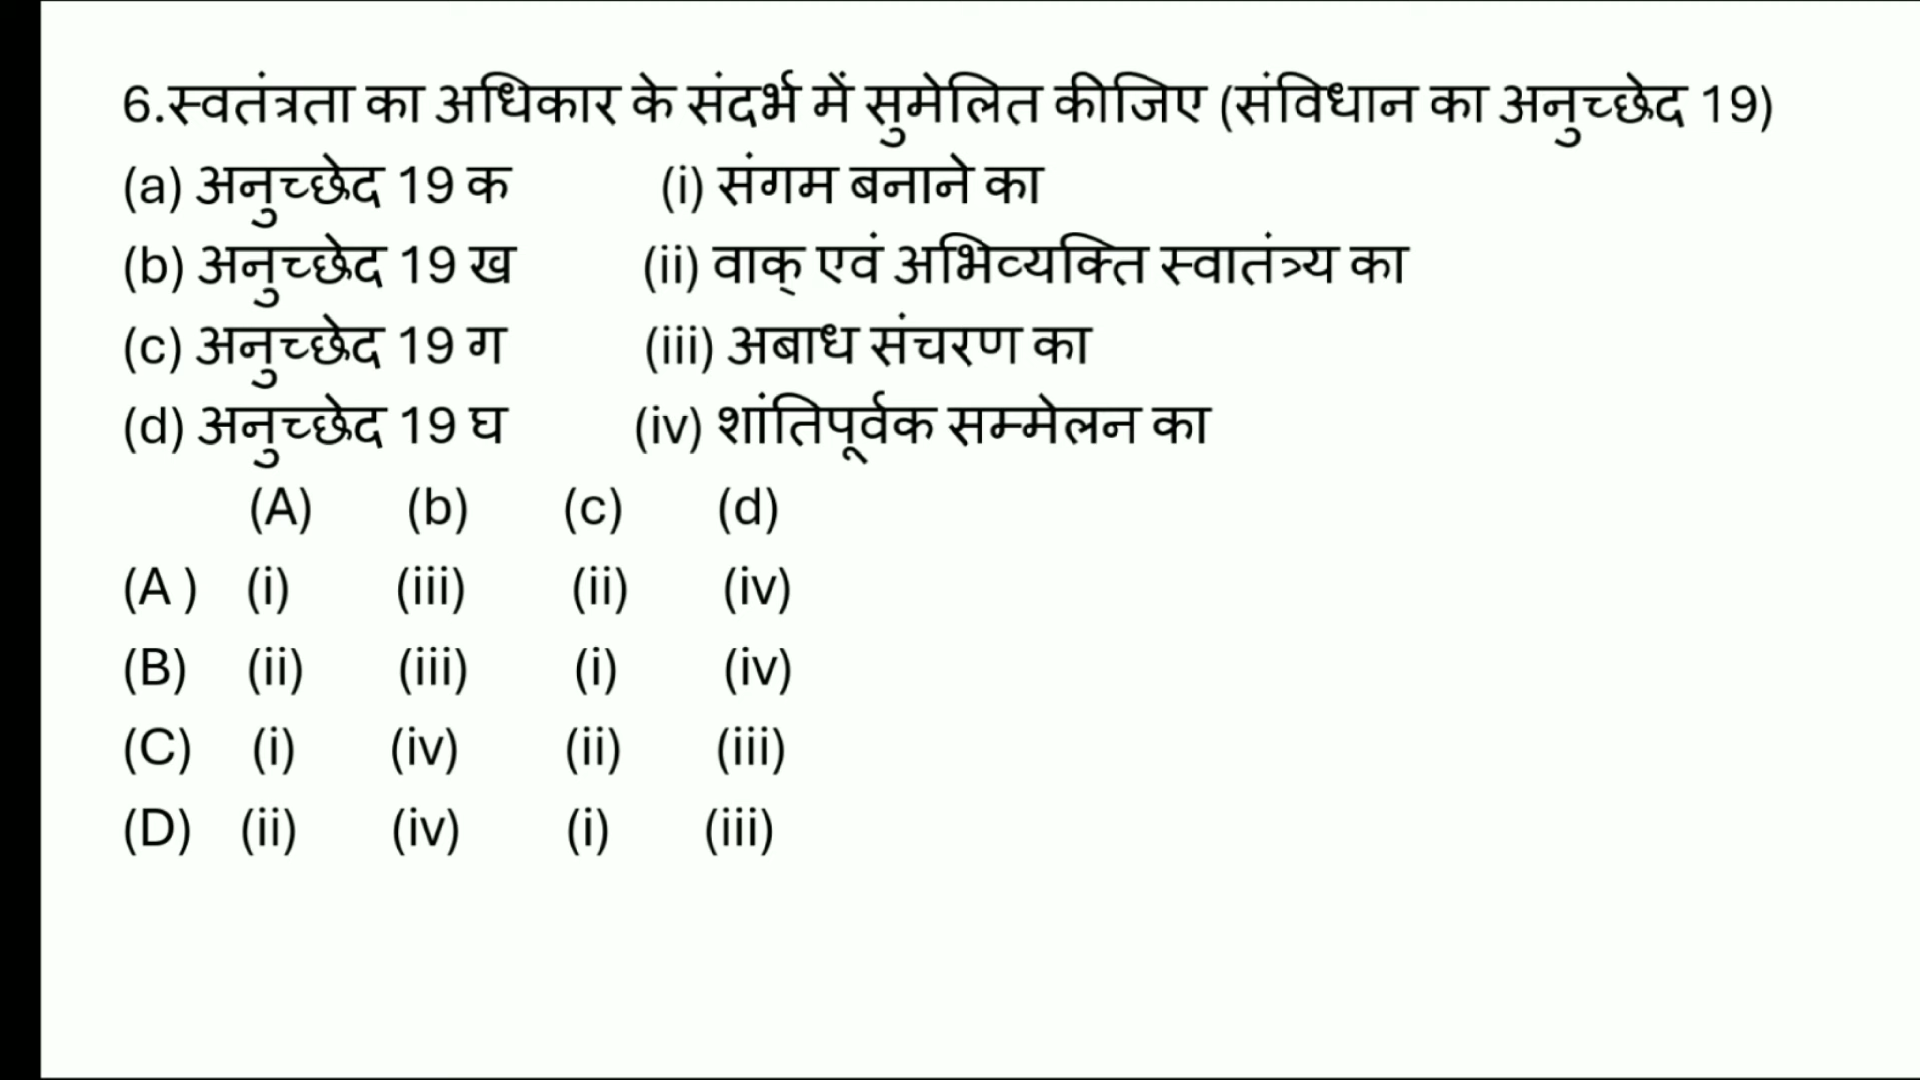 6.स्वतंत्रता का अधिकार के संदर्भ में सुमेलित कीजिए (संविधान का अनुच्छेद 19)
(a) अनुच्छेद 19 क (i) संगम बनाने का
(b) अनुच्छेद 19 ख (ii) वाक् एवं अभिव्यक्ति स्वातंत्र्य का
(c) अनुच्छेद 19 ग (iii) अबाध संचरण का
(d) अनुच्छेद 19 घ (iv) शांतिपूर्वक सम्मेलन का
(A) (b) (c) (d)
(A ) (i) (iii) (ii) (iv)
(B) (ii) (iii) (i) (iv)
(C) (i) (iv) (ii) (iii)
(D) (ii) (iv) (i) (iii)